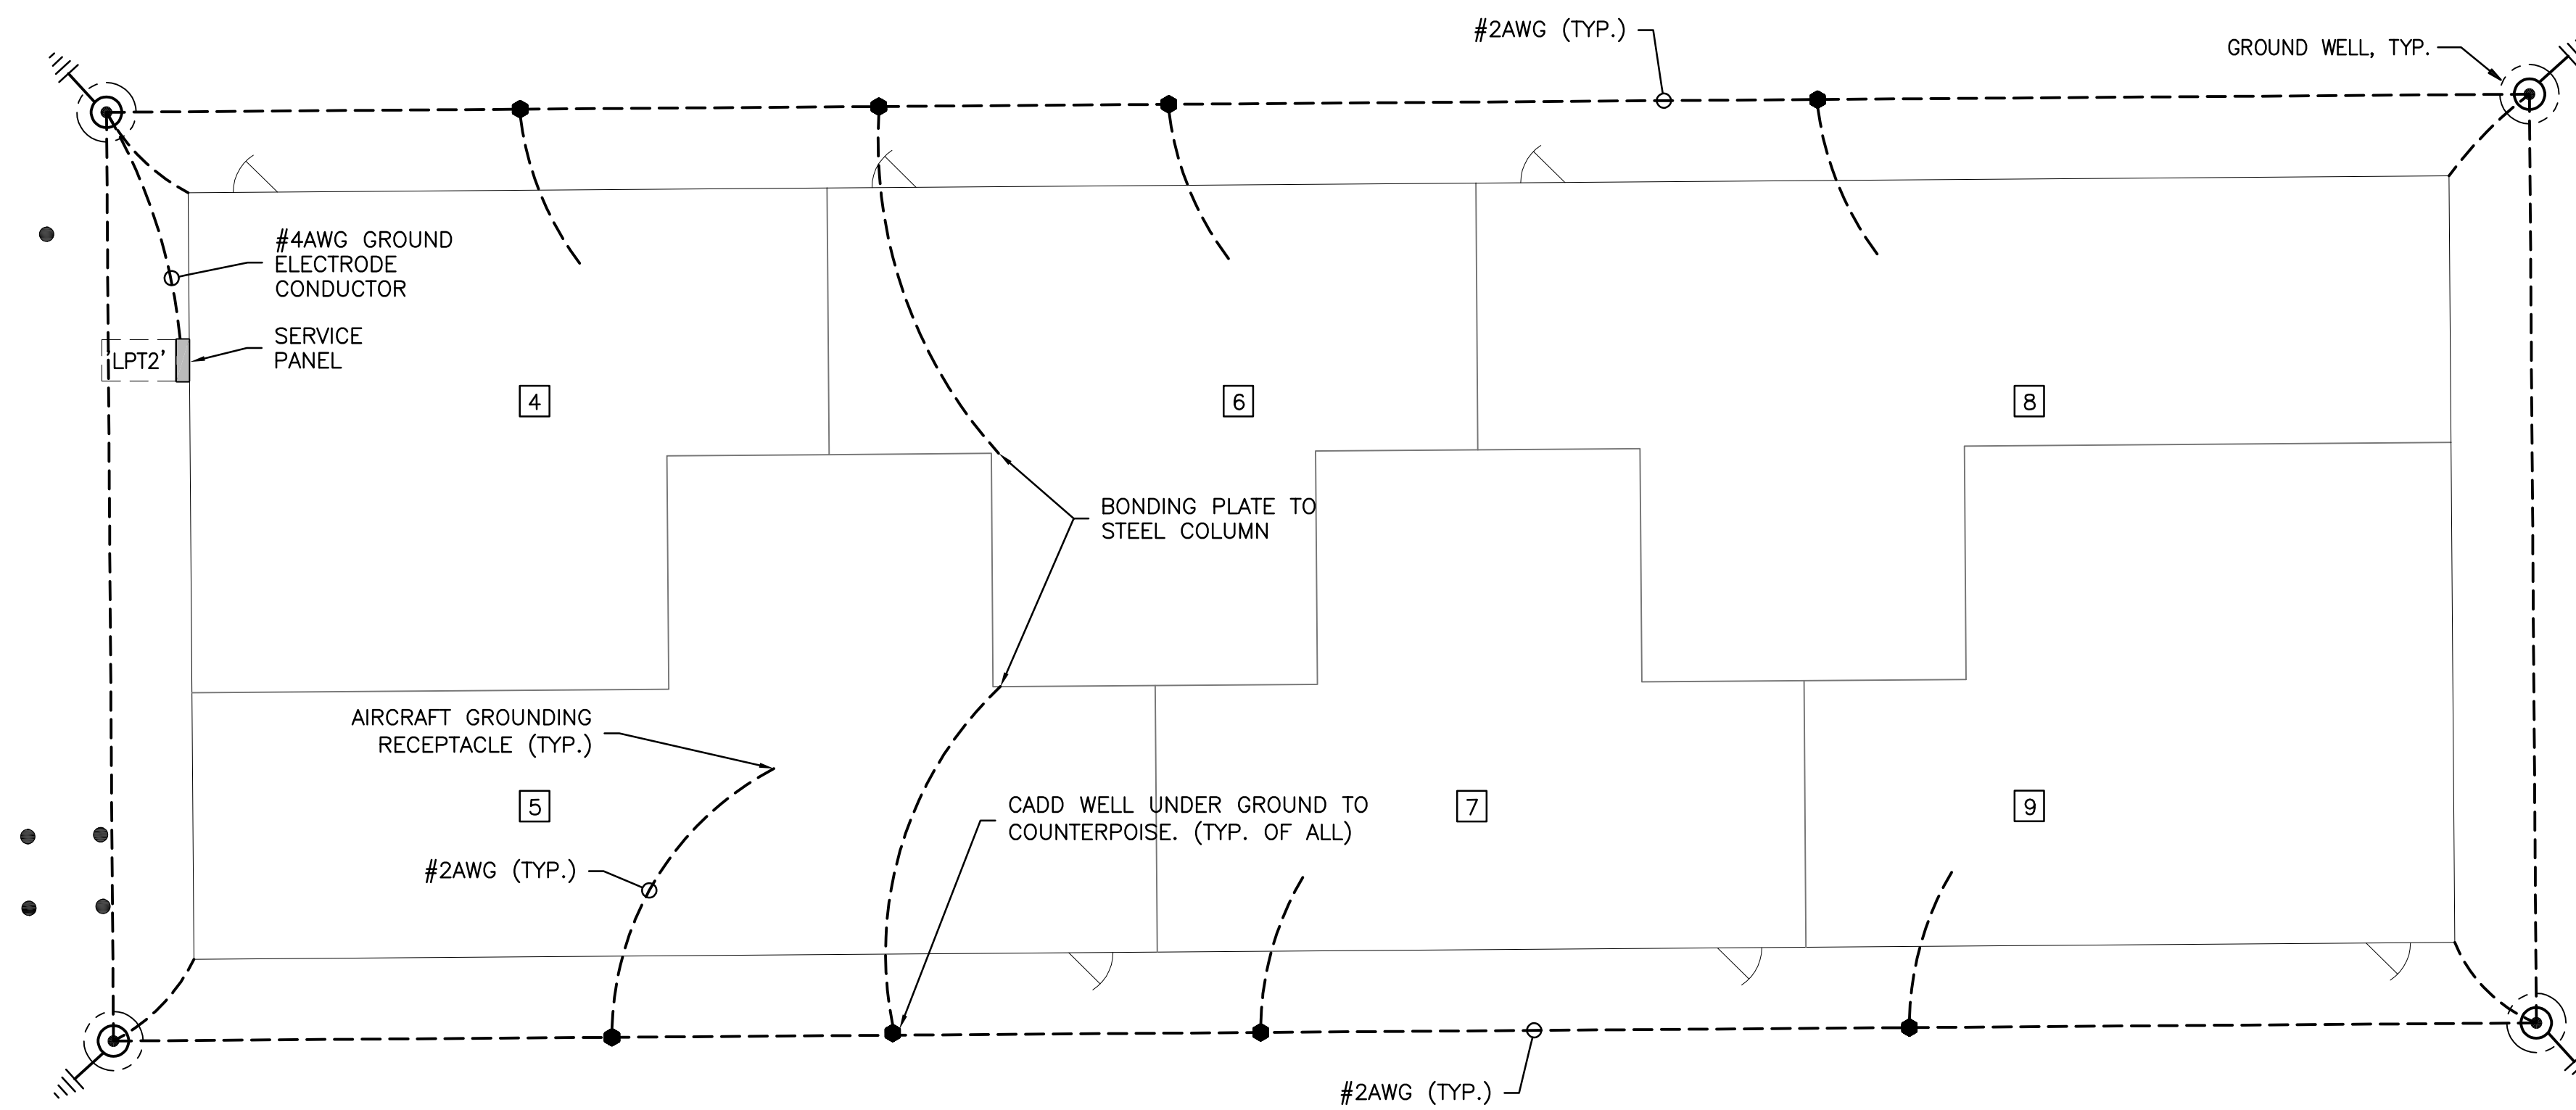 #2AWG (TYP.)
GROUND WELL, TYP.
#4AWG GROUND
ELECTRODE
CONDUCTOR
SERVICE
PANEL
'LPT2'
4
6
8
BONDING PLATE TO
STEEL COLUMN
AIRCRAFT GROUNDING
RECEPTACLE (TYP.)
5
CADD WELL UNDER GROUND TO
COUNTERPOISE. (TYP. OF ALL)
7
9
#2AWG (TYP.)
#2AWG (TYP.)